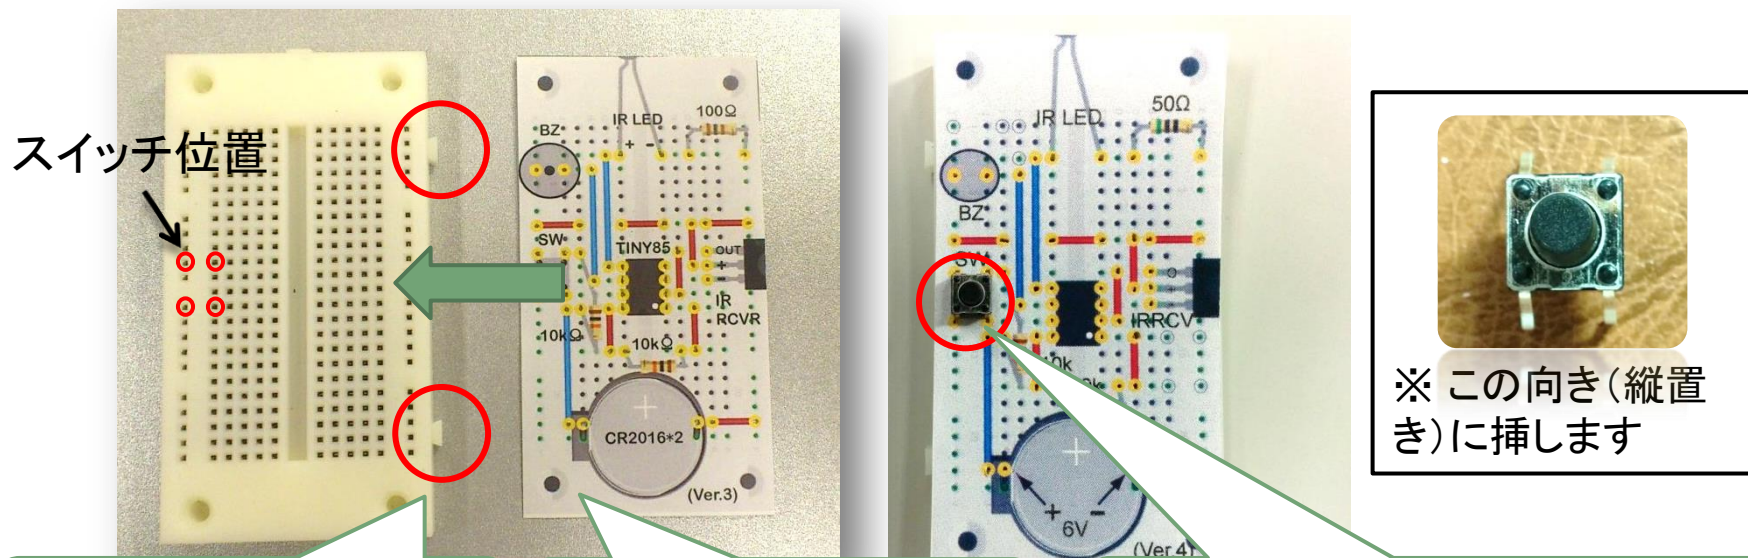 スイッチ位置
IR LED
+ -
100Ω
BZ
SW
TINY85
OUT
+
-
IR
RCVR
10kΩ
10kΩ
CR2016*2
(Ver.3)
IR LED
50Ω
BZ
SW
IRRCV
10k
+ 6V -
(Ver.4)
※ この向き(縦置
き)に挿します